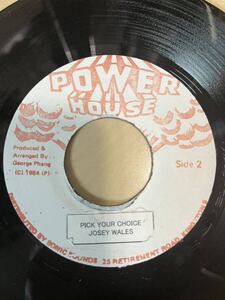 POWER
HOUSE
Produced &
Arranged By
George Phang
(C) 1984 (P)
Side 2
PICK YOUR CHOICE
JOSEY WALES
DISTRIBUTED BY SONIC SOUNDS 25 RETIREMENT ROAD, KINGSTON 5